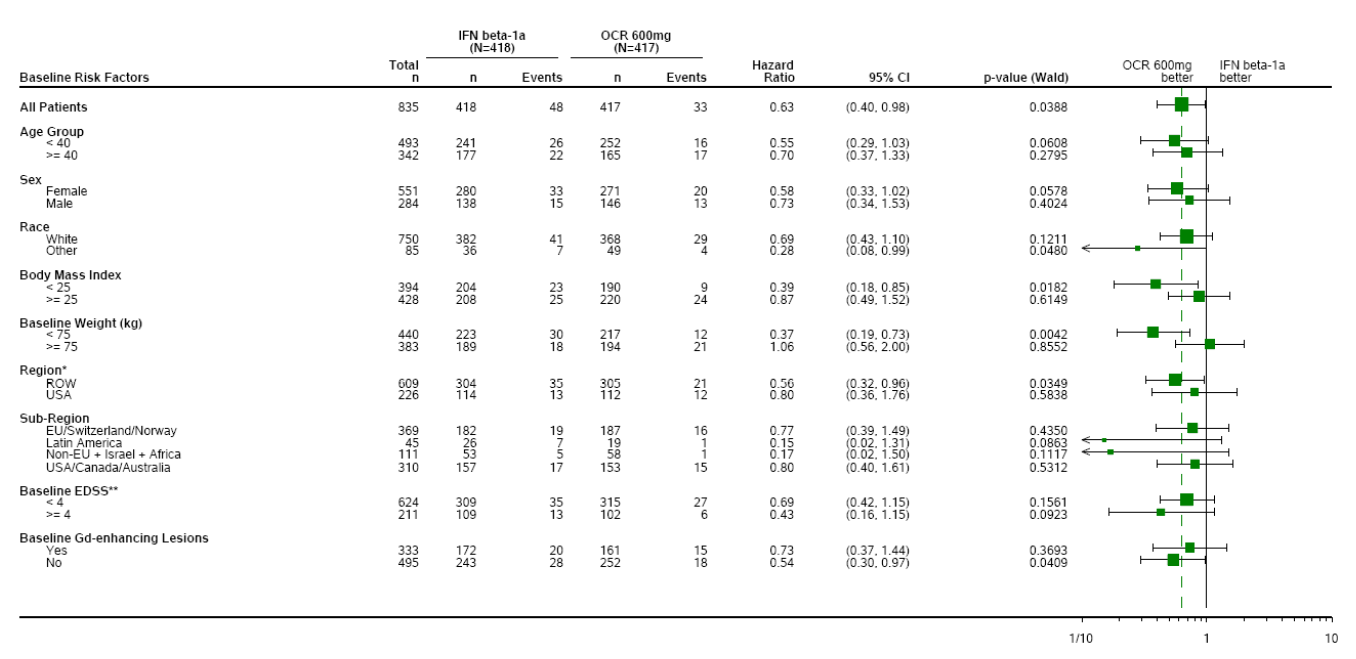 IFN beta-1a OCR 600mg
(N=418) (N=417)
Total Hazard OCR 600mg IFN beta-1a
Baseline Risk Factors n n Events n Events Ratio 95% CI p-value (Wald) better better
All Patients 835 418 48 417 33 0.63 (0.40, 0.98) 0.0388
Age Group
< 40 493 241 26 252 16 0.55 (0.29, 1.03) 0.0608
>= 40 342 177 22 165 17 0.70 (0.37, 1.33) 0.2795
Sex
Female 551 280 33 271 20 0.58 (0.33, 1.02) 0.0578
Male 284 138 15 146 13 0.73 (0.34, 1.53) 0.4024
Race
White 750 382 41 368 29 0.69 (0.43, 1.10) 0.1211
Other 85 36 7 49 4 0.28 (0.08, 0.99) 0.0480
Body Mass Index
< 25 394 204 23 190 9 0.39 (0.18, 0.85) 0.0182
>= 25 428 208 25 220 24 0.87 (0.49, 1.52) 0.6149
Baseline Weight (kg)
< 75 440 223 30 217 12 0.37 (0.19, 0.73) 0.0042
>= 75 383 189 18 194 21 1.06 (0.56, 2.00) 0.8552
Region*
ROW 609 304 35 305 21 0.56 (0.32, 0.96) 0.0349
USA 226 114 13 112 12 0.80 (0.36, 1.76) 0.5838
Sub-Region
EU/Switzerland/Norway 369 182 19 187 16 0.77 (0.39, 1.49) 0.4350
Latin America 45 26 7 19 1 0.15 (0.02, 1.31) 0.0863
Non-EU + Israel + Africa 111 53 5 58 1 0.17 (0.02, 1.50) 0.1117
USA/Canada/Australia 310 157 17 153 15 0.80 (0.40, 1.61) 0.5312
Baseline EDSS**
< 4 624 309 35 315 27 0.69 (0.42, 1.15) 0.1561
>= 4 211 109 13 102 6 0.43 (0.16, 1.15) 0.0923
Baseline Gd-enhancing Lesions
Yes 333 172 20 161 15 0.73 (0.37, 1.44) 0.3693
No 495 243 28 252 18 0.54 (0.30, 0.97) 0.0409
1/10 1 10